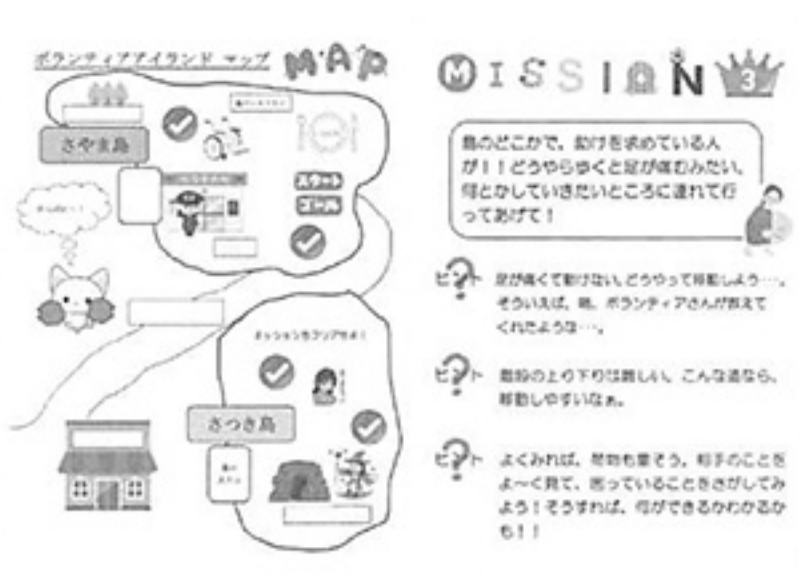 ボランティアアイランド マップ
MAP
さやま島
スタート
ゴール
ミッションをクリアせよ!
さつき島
MISSION 3
島のどこかで、助けを求めている人
が!!どうやら歩くと足が痛むみたい。
何とかしていきたいところに連れて行
ってあげて!
ヒント
足が痛くて動けない。どうやって移動しよう…。
そういえば、
ボランティアさんが教えて
くれたような…。
ヒント
階段の上り下りは難しい。こんな道なら、
移動しやすいなぁ。
ヒント
よくみれば、荷物も重そう。相手のことを
よ~く見て、困っていることをさがしてみ
よう!そうすれば、何ができるかわかるか
も!!